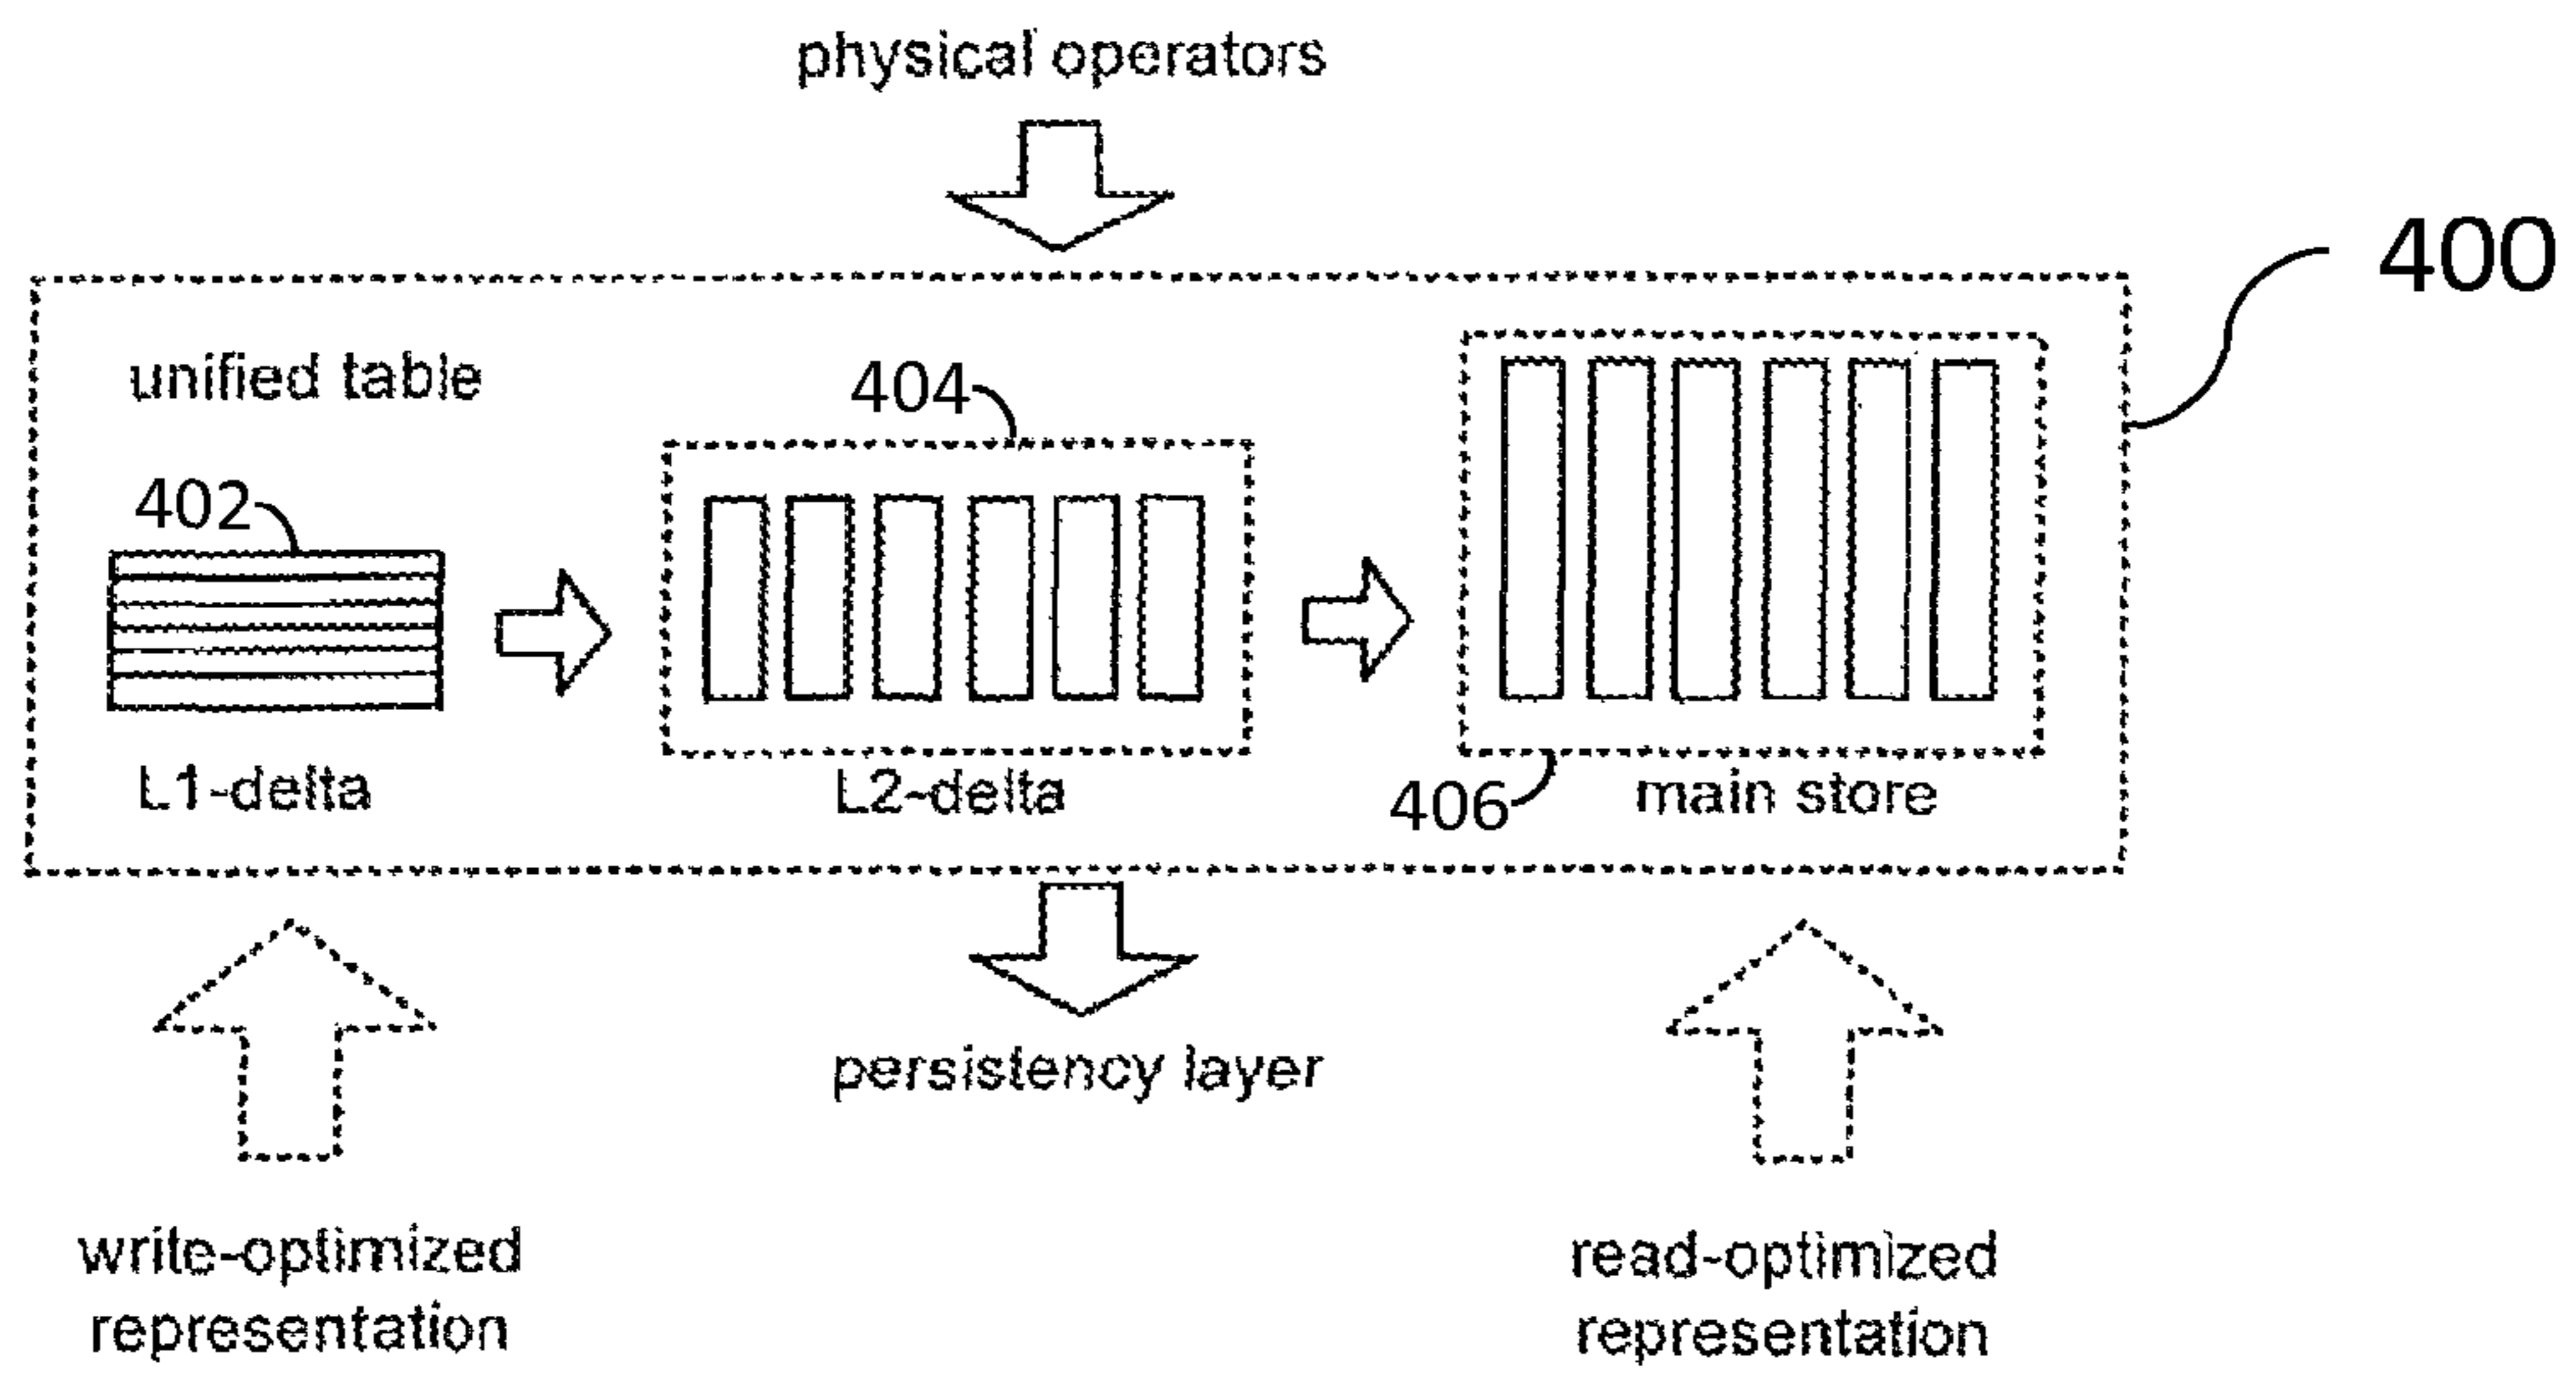 physical operators
400
unified table
404
402
L1-delta
L2-delta
406
main store
persistency layer
write-optimized
representation
read-optimized
representation